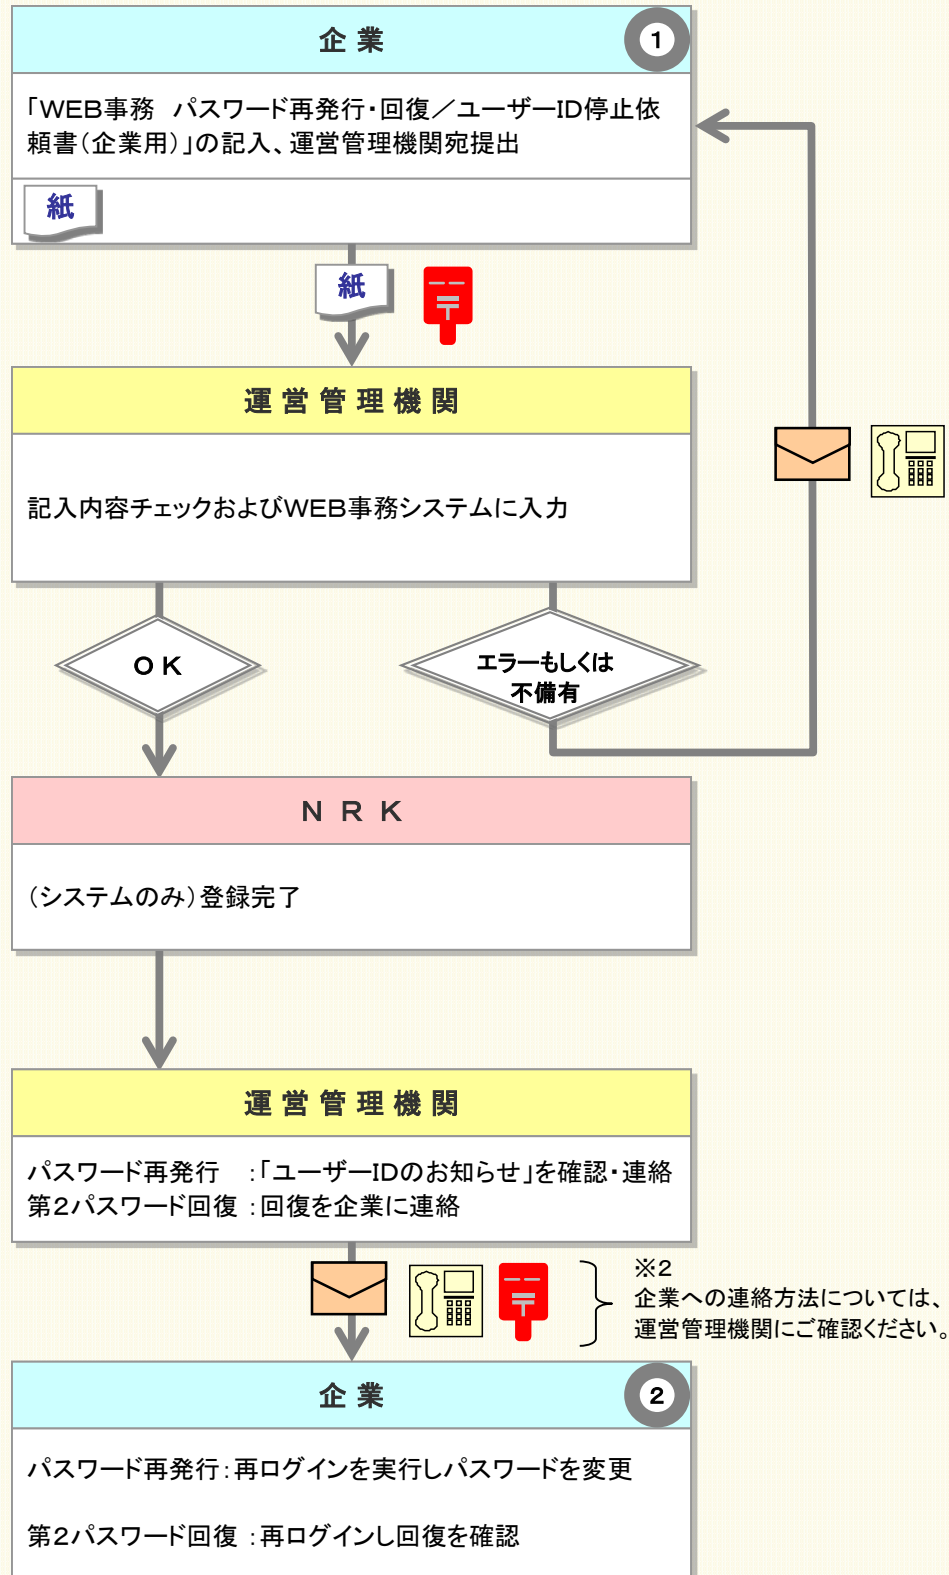 企業
1
「WEB事務　パスワード再発行・回復／ユーザーID停止依
頼書（企業用）」の記入、運営管理機関宛提出
紙
紙
〒
運営管理機関
記入内容チェックおよびWEB事務システムに入力
OK
エラーもしくは
不備有
NRK
（システムのみ）登録完了
運営管理機関
パスワード再発行　：「ユーザーIDのお知らせ」を確認・連絡
第2パスワード回復：回復を企業に連絡
〒
※2
企業への連絡方法については、
運営管理機関にご確認ください。
企業
2
パスワード再発行：再ログインを実行しパスワードを変更
第2パスワード回復：再ログインし回復を確認